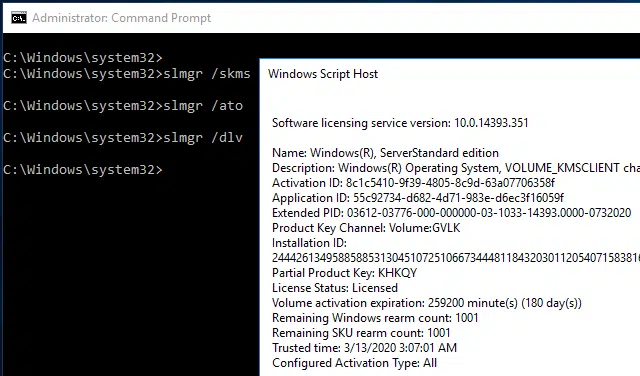 Administrator: Command Prompt
C:\Windows\system32>
C:\Windows\system32>slmgr /skms
C:\Windows\system32>slmgr /ato
C:\Windows\system32>slmgr /dlv
C:\Windows\system32>
Windows Script Host
Software licensing service version: 10.0.14393.351
Name: Windows(R), ServerStandard edition
Description: Windows(R) Operating System, VOLUME_KMSCLIENT cha
Activation ID: 8c1c5410-9f39-4805-8c9d-63a07706358f
Application ID: 55c92734-d682-4d71-983e-d6ec3f16059f
Extended PID: 03612-03776-000-000000-03-1033-14393.0000-0732020
Product Key Channel: Volume:GVLK
Installation ID:
24442613495885885313045107251066734448118432030112054071583816
Partial Product Key: KHKQY
License Status: Licensed
Volume activation expiration: 259200 minute(s) (180 day(s))
Remaining Windows rearm count: 1001
Remaining SKU rearm count: 1001
Trusted time: 3/13/2020 3:07:01 AM
Configured Activation Type: All